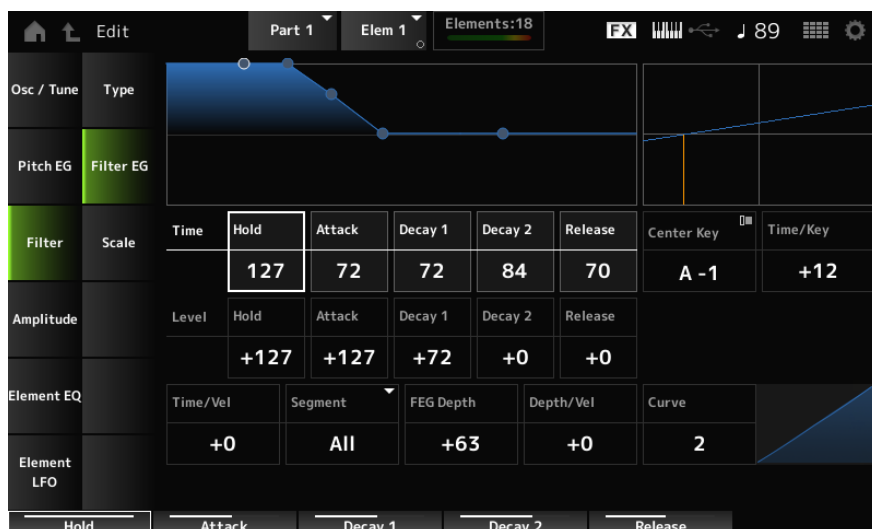 Edit Part 1 Elem 1 Elements:18 FX 89
Osc / Tune Type
Pitch EG Filter EG
Filter Scale
Amplitude
Element EQ
Element
LFO
Time Hold Attack Decay 1 Decay 2 Release Center Key Time/Key
127 72 72 84 70 A -1 +12
Level Hold Attack Decay 1 Decay 2 Release
+127 +127 +72 +0 +0
Time/Vel Segment FEG Depth Depth/Vel Curve
+0 All +63 +0 2
Hold Attack Decay 1 Decay 2 Release